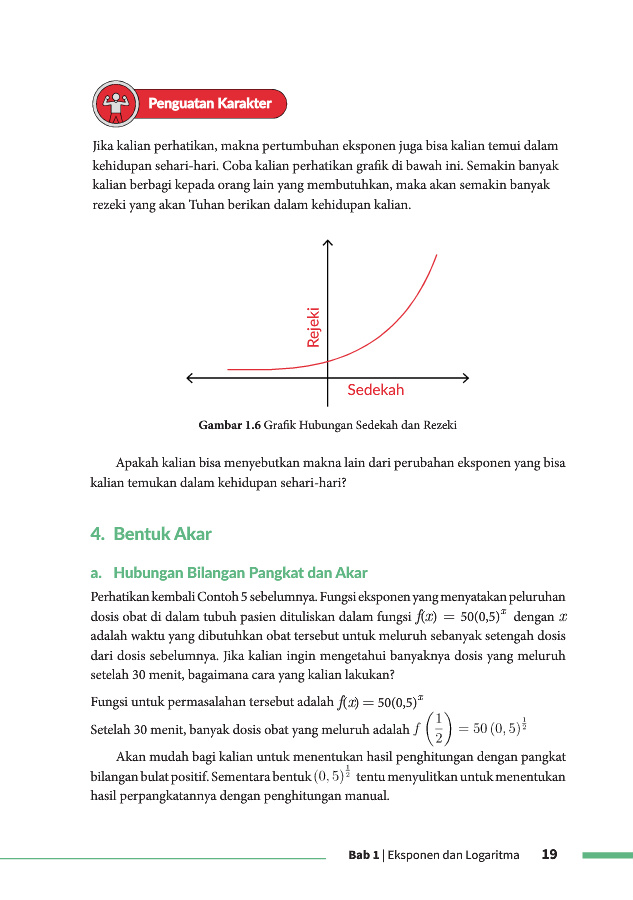 Penguatan Karakter
Jika kalian perhatikan, makna pertumbuhan eksponen juga bisa kalian temui dalam
kehidupan sehari-hari. Coba kalian perhatikan grafik di bawah ini. Semakin banyak
kalian berbagi kepada orang lain yang membutuhkan, maka akan semakin banyak
rezeki yang akan Tuhan berikan dalam kehidupan kalian.
Rejeki
Sedekah
Gambar 1.6 Grafik Hubungan Sedekah dan Rezeki
Apakah kalian bisa menyebutkan makna lain dari perubahan eksponen yang bisa
kalian temukan dalam kehidupan sehari-hari?
4. Bentuk Akar
a. Hubungan Bilangan Pangkat dan Akar
Perhatikan kembali Contoh 5 sebelumnya. Fungsi eksponen yang menyatakan peluruhan
dosis obat di dalam tubuh pasien dituliskan dalam fungsi f(x) = 50(0,5)^x dengan x
adalah waktu yang dibutuhkan obat tersebut untuk meluruh sebanyak setengah dosis
dari dosis sebelumnya. Jika kalian ingin mengetahui banyaknya dosis yang meluruh
setelah 30 menit, bagaimana cara yang kalian lakukan?
Fungsi untuk permasalahan tersebut adalah f(x) = 50(0,5)^x
Setelah 30 menit, banyak dosis obat yang meluruh adalah f(1/2) = 50 (0, 5)^1/2
Akan mudah bagi kalian untuk menentukan hasil penghitungan dengan pangkat
bilangan bulat positif. Sementara bentuk (0, 5)^1/2 tentu menyulitkan untuk menentukan
hasil perpangkatannya dengan penghitungan manual.
Bab 1 | Eksponen dan Logaritma 19